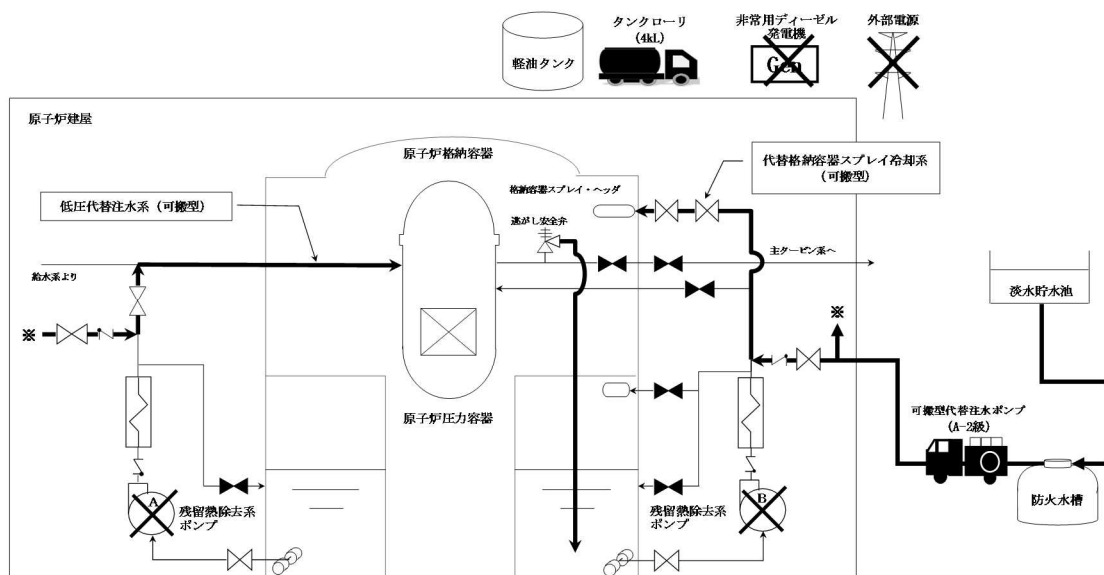 軽油タンク
タンクローリ
(4kL)
非常用ディーゼル
発電機
Gen
外部電源
原子炉建屋
原子炉格納容器
代替格納容器スプレイ冷却系
(可搬型)
低圧代替注水系(可搬型)
格納容器スプレイ・ヘッダ
逃がし安全弁
給水系より
主タービン系へ
淡水貯水池
※
※
原子炉圧力容器
可搬型代替注水ポンプ
(A-2級)
防火水槽
A
残留熱除去系
ポンプ
残留熱除去系
ポンプ
B